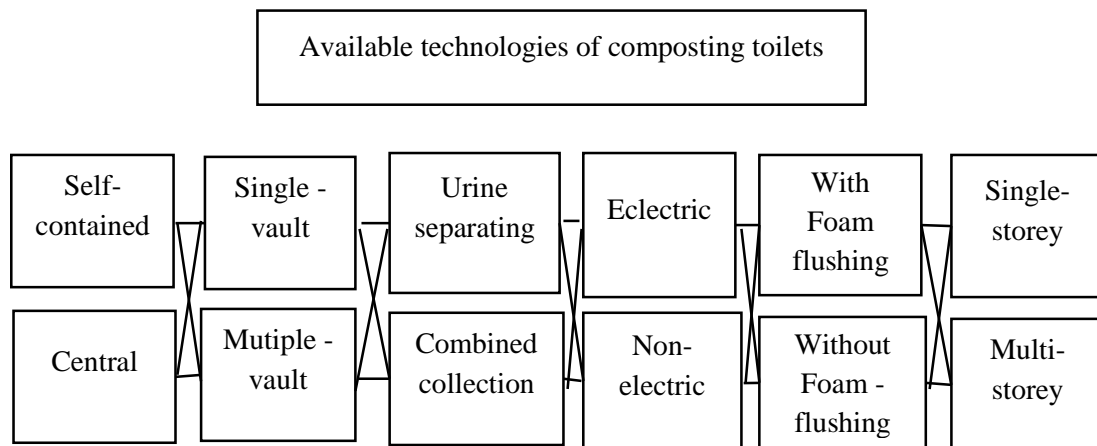 Available technologies of composting toilets
Self-
contained
Single -
vault
Urine
separating
Eclectric
With
Foam
flushing
Single-
storey
Central
Mutiple -
vault
Combined
collection
Non-
electric
Without
Foam -
flushing
Multi-
storey